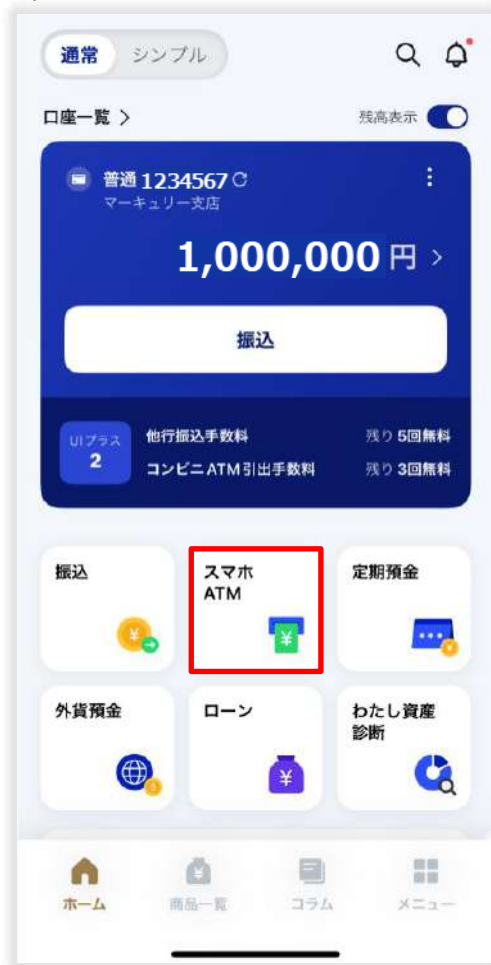 通常 シンプル
口座一覧 >
残高表示
普通 1234567
マーキュリー支店
1,000,000 円 >
振込
UIプラス
2
他行振込手数料 残り 5回無料
コンビニATM引出手数料 残り 3回無料
振込
スマホ
ATM
定期預金
外貨預金
ローン
わたし資産
診断
ホーム 商品一覧 コラム メニュー